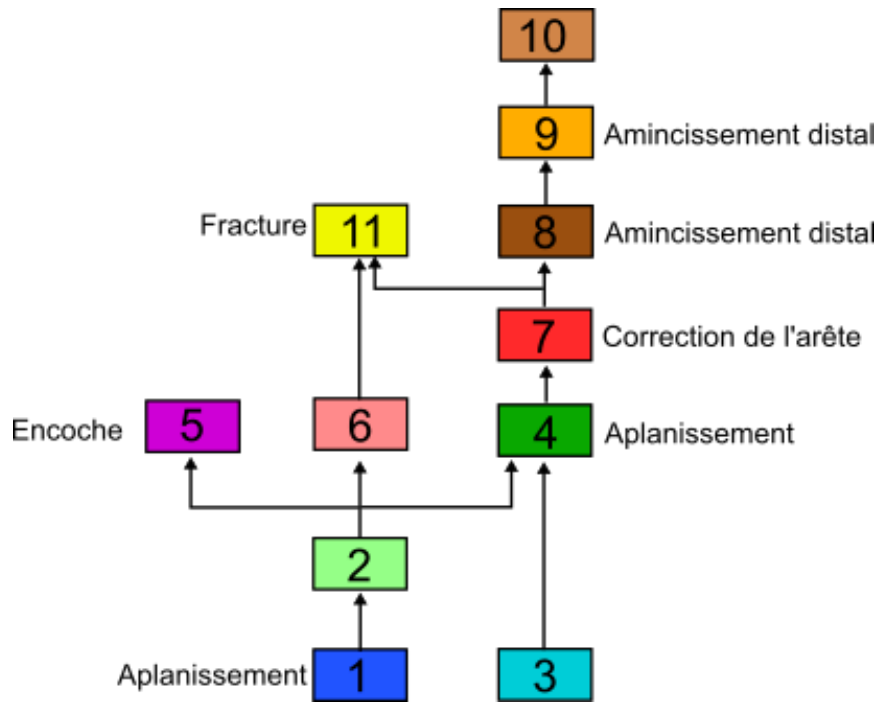 10
9 Amincissement distal
Fracture 11 8 Amincissement distal
7 Correction de l'arête
Encoche 5 6 4 Aplanissement
2
Aplanissement 1 3